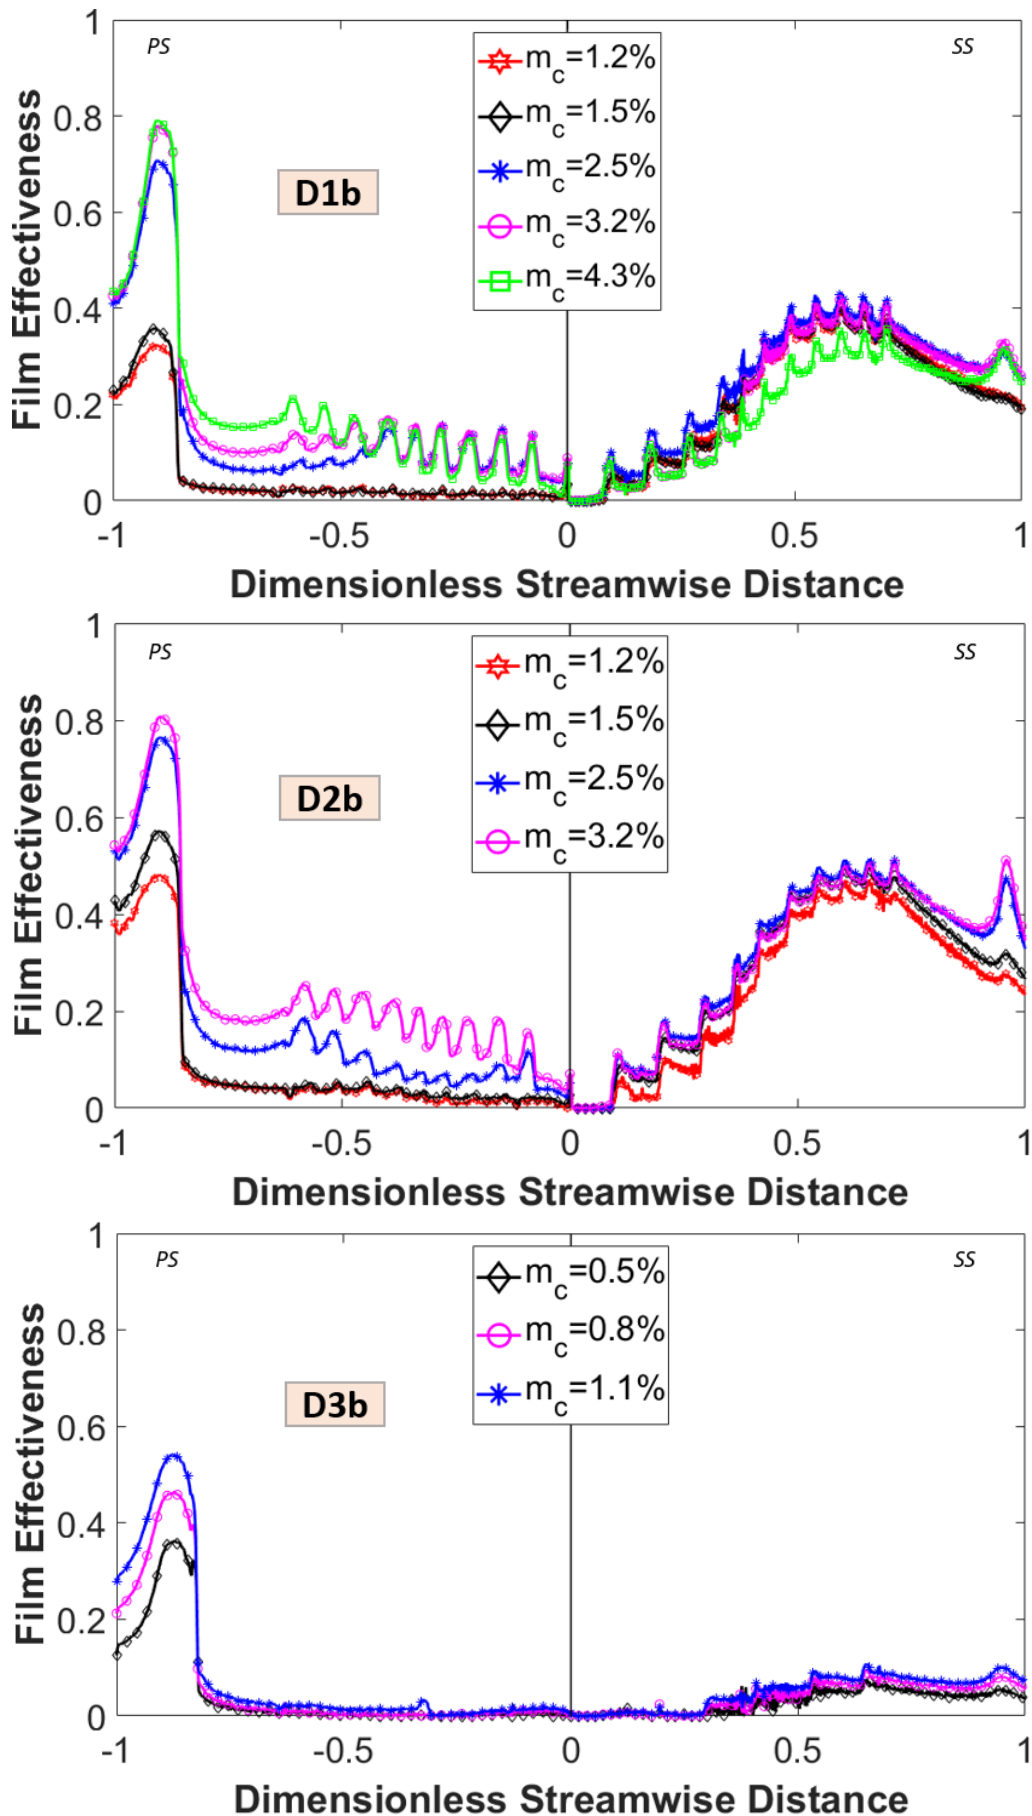 1
PS
SS
m_c=1.2%
m_c=1.5%
m_c=2.5%
m_c=3.2%
m_c=4.3%
D1b
0.8
0.6
0.4
0.2
0
Film Effectiveness
-1
-0.5
0
0.5
1
Dimensionless Streamwise Distance
1
PS
SS
m_c=1.2%
m_c=1.5%
m_c=2.5%
m_c=3.2%
D2b
0.8
0.6
0.4
0.2
0
Film Effectiveness
-1
-0.5
0
0.5
1
Dimensionless Streamwise Distance
1
PS
SS
m_c=0.5%
m_c=0.8%
m_c=1.1%
D3b
0.8
0.6
0.4
0.2
0
Film Effectiveness
-1
-0.5
0
0.5
1
Dimensionless Streamwise Distance